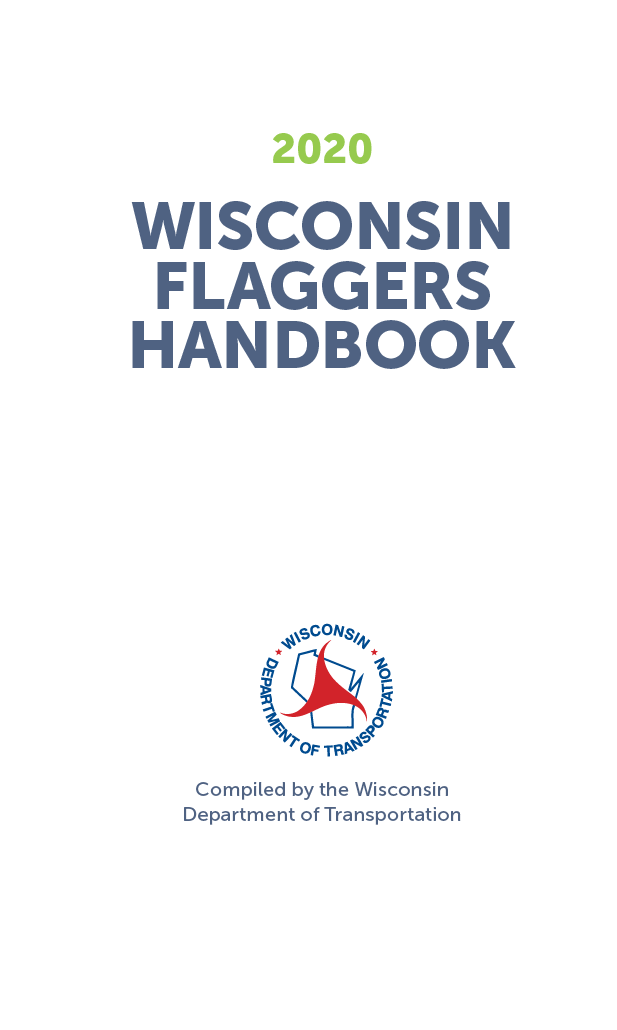 2020
WISCONSIN
FLAGGERS
HANDBOOK
WISCONSIN
DEPARTMENT OF TRANSPORTATION
Compiled by the Wisconsin
Department of Transportation